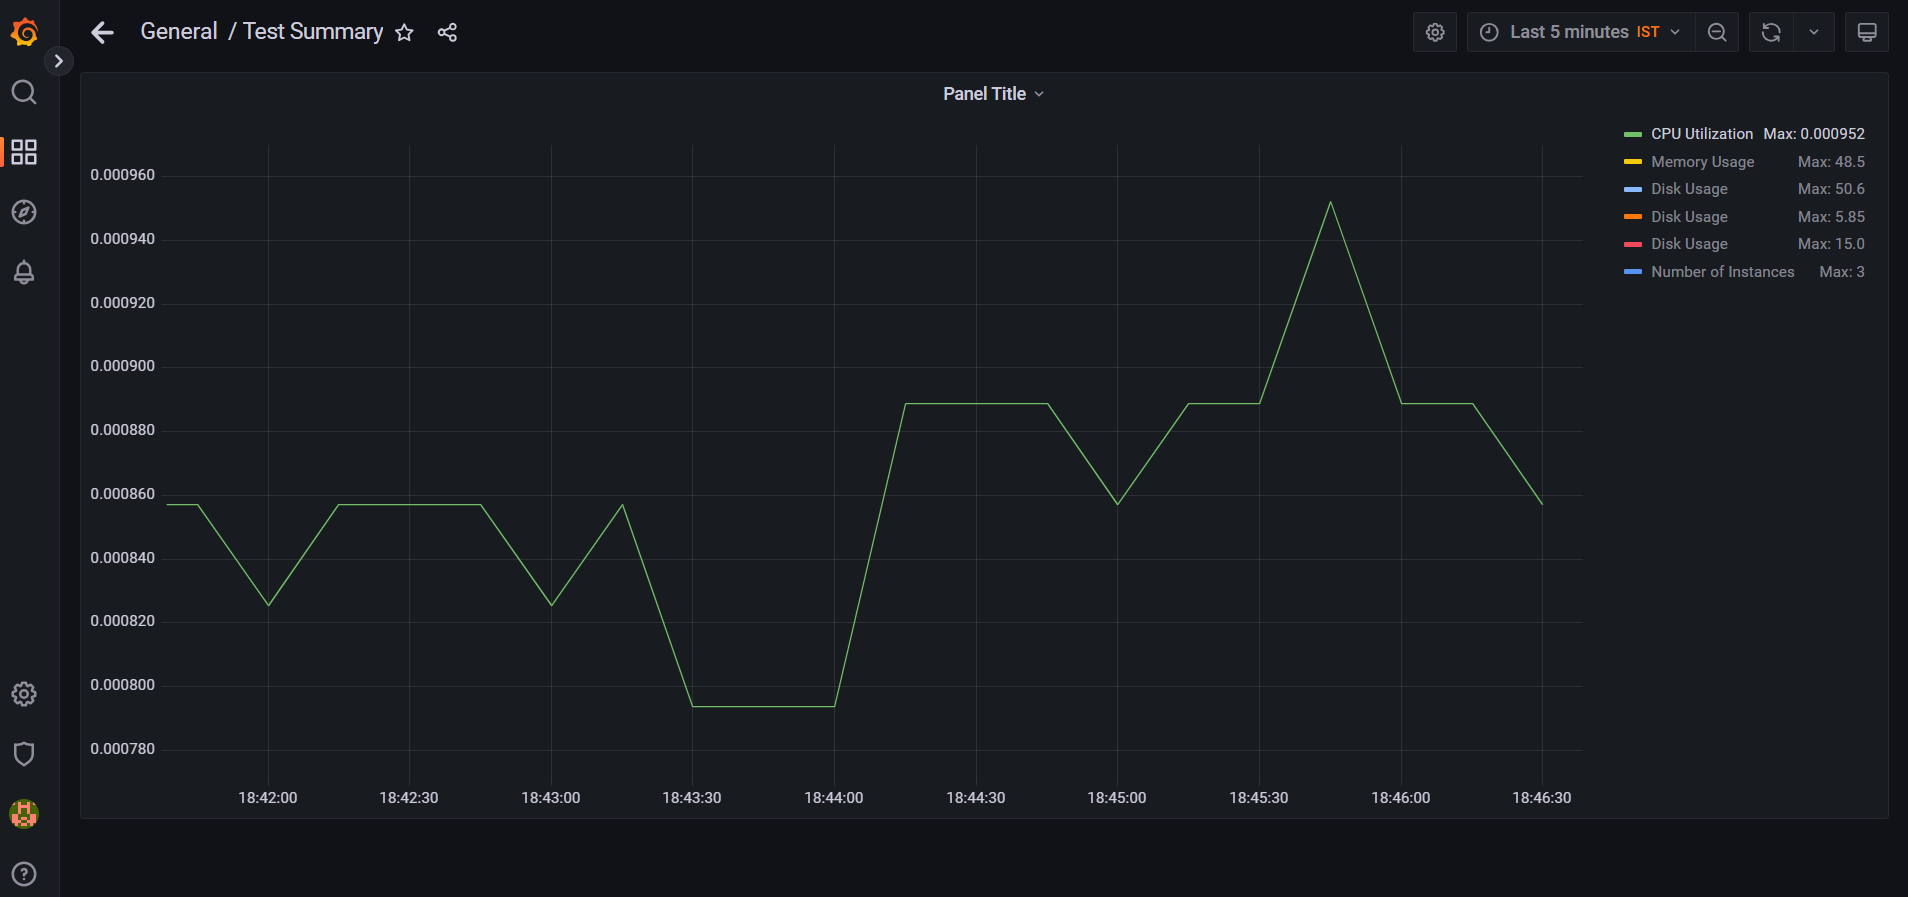 General / Test Summary
Last 5 minutes IST
Panel Title
CPU Utilization Max: 0.000952
Memory Usage Max: 48.5
Disk Usage Max: 50.6
Disk Usage Max: 5.85
Disk Usage Max: 15.0
Number of Instances Max: 3
0.000960
0.000940
0.000920
0.000900
0.000880
0.000860
0.000840
0.000820
0.000800
0.000780
18:42:00 18:42:30 18:43:00 18:43:30 18:44:00 18:44:30 18:45:00 18:45:30 18:46:00 18:46:30